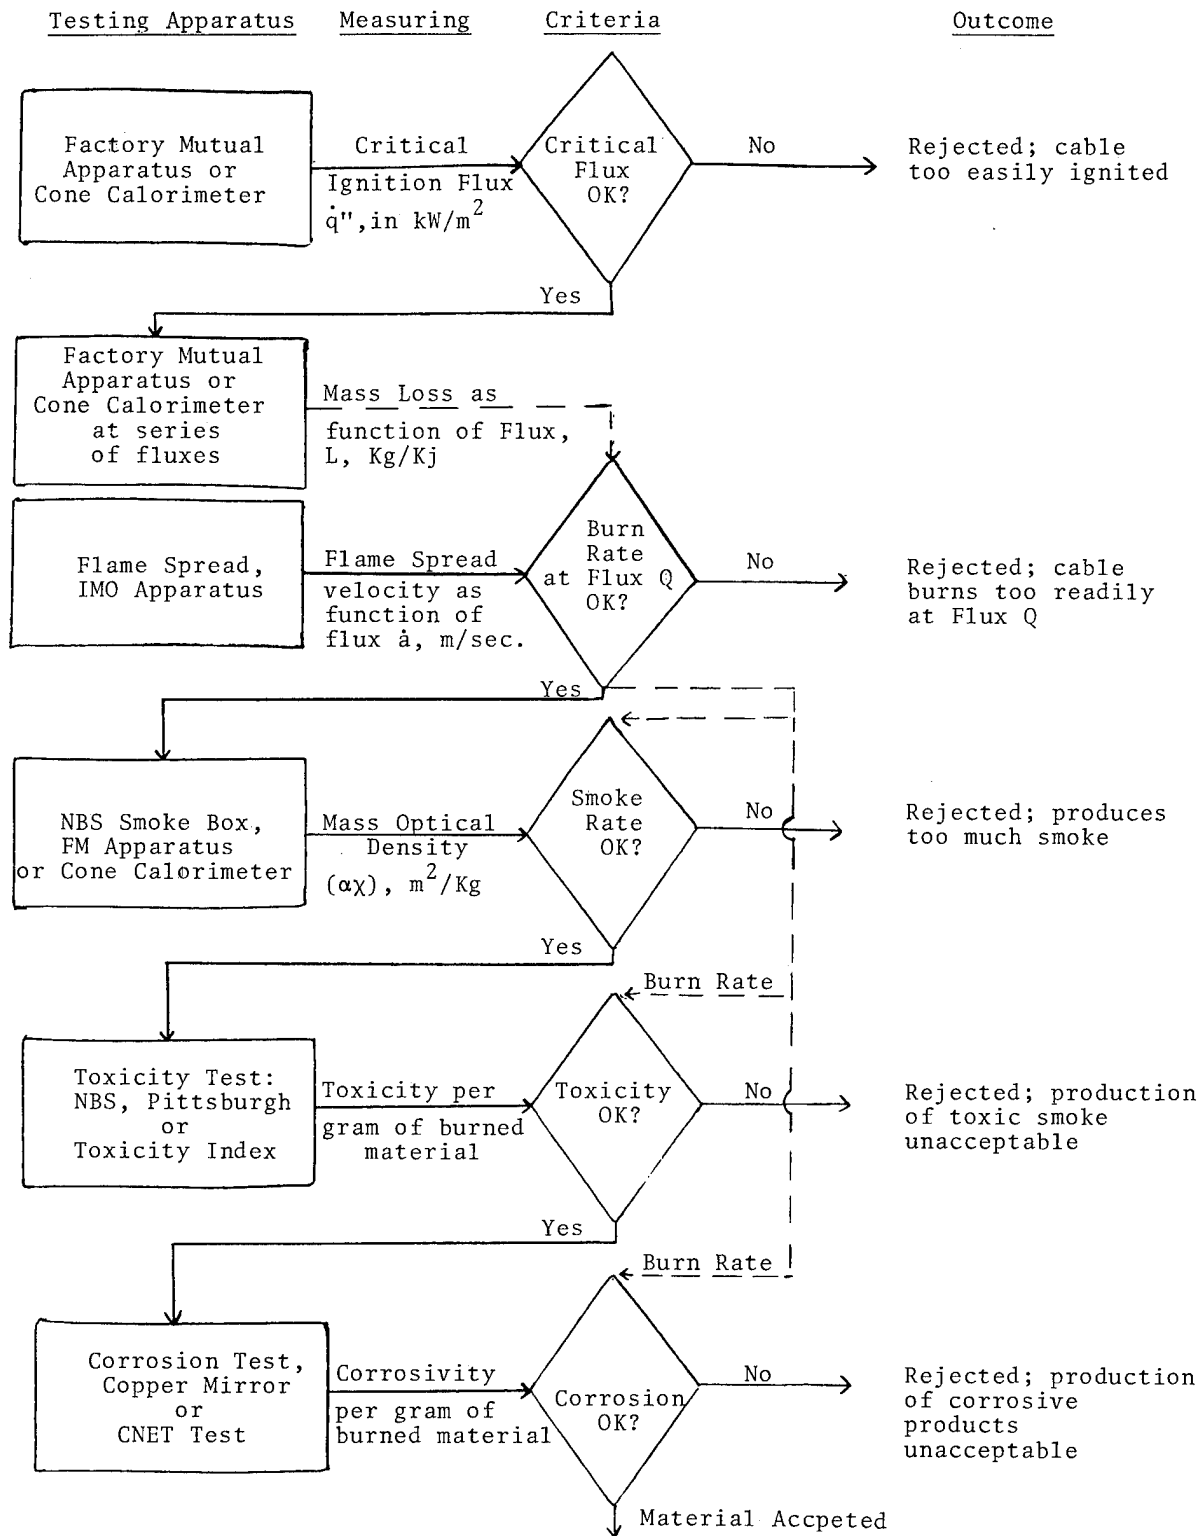 Testing Apparatus Measuring Criteria Outcome
Factory Mutual
Apparatus or
Cone Calorimeter
Critical
Ignition Flux
q̇", in kW/m²
Critical
Flux
OK?
No
Rejected; cable
too easily ignited
Yes
Factory Mutual
Apparatus or
Cone Calorimeter
at series
of fluxes
Mass Loss as
function of Flux,
L, Kg/Kj
Flame Spread,
IMO Apparatus
Flame Spread
velocity as
function of
flux ȧ, m/sec.
Burn
Rate
at Flux Q
OK?
No
Rejected; cable
burns too readily
at Flux Q
Yes
NBS Smoke Box,
FM Apparatus
or Cone Calorimeter
Mass Optical
Density
(αχ), m²/Kg
Smoke
Rate
OK?
No
Rejected; produces
too much smoke
Yes
Burn Rate
Toxicity Test:
NBS, Pittsburgh
or
Toxicity Index
Toxicity per
gram of burned
material
Toxicity
OK?
No
Rejected; production
of toxic smoke
unacceptable
Yes
Burn Rate
Corrosion Test,
Copper Mirror
or
CNET Test
Corrosivity
per gram of
burned material
Corrosion
OK?
No
Rejected; production
of corrosive
products
unacceptable
Material Accpeted